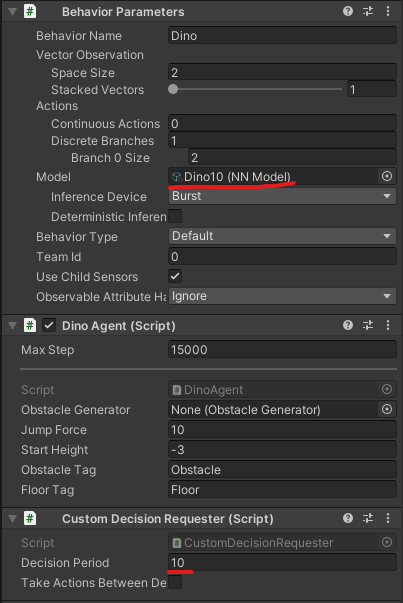 Behavior Parameters
Behavior Name Dino
Vector Observation
Space Size 2
Stacked Vectors 1
Actions
Continuous Actions 0
Discrete Branches 1
Branch 0 Size 2
Model Dino10 (NN Model)
Inference Device Burst
Deterministic Inferen
Behavior Type Default
Team Id 0
Use Child Sensors
Observable Attribute Ha Ignore
Dino Agent (Script)
Max Step 15000
Script DinoAgent
Obstacle Generator None (Obstacle Generator)
Jump Force 10
Start Height -3
Obstacle Tag Obstacle
Floor Tag Floor
Custom Decision Requester (Script)
Script CustomDecisionRequester
Decision Period 10
Take Actions Between De